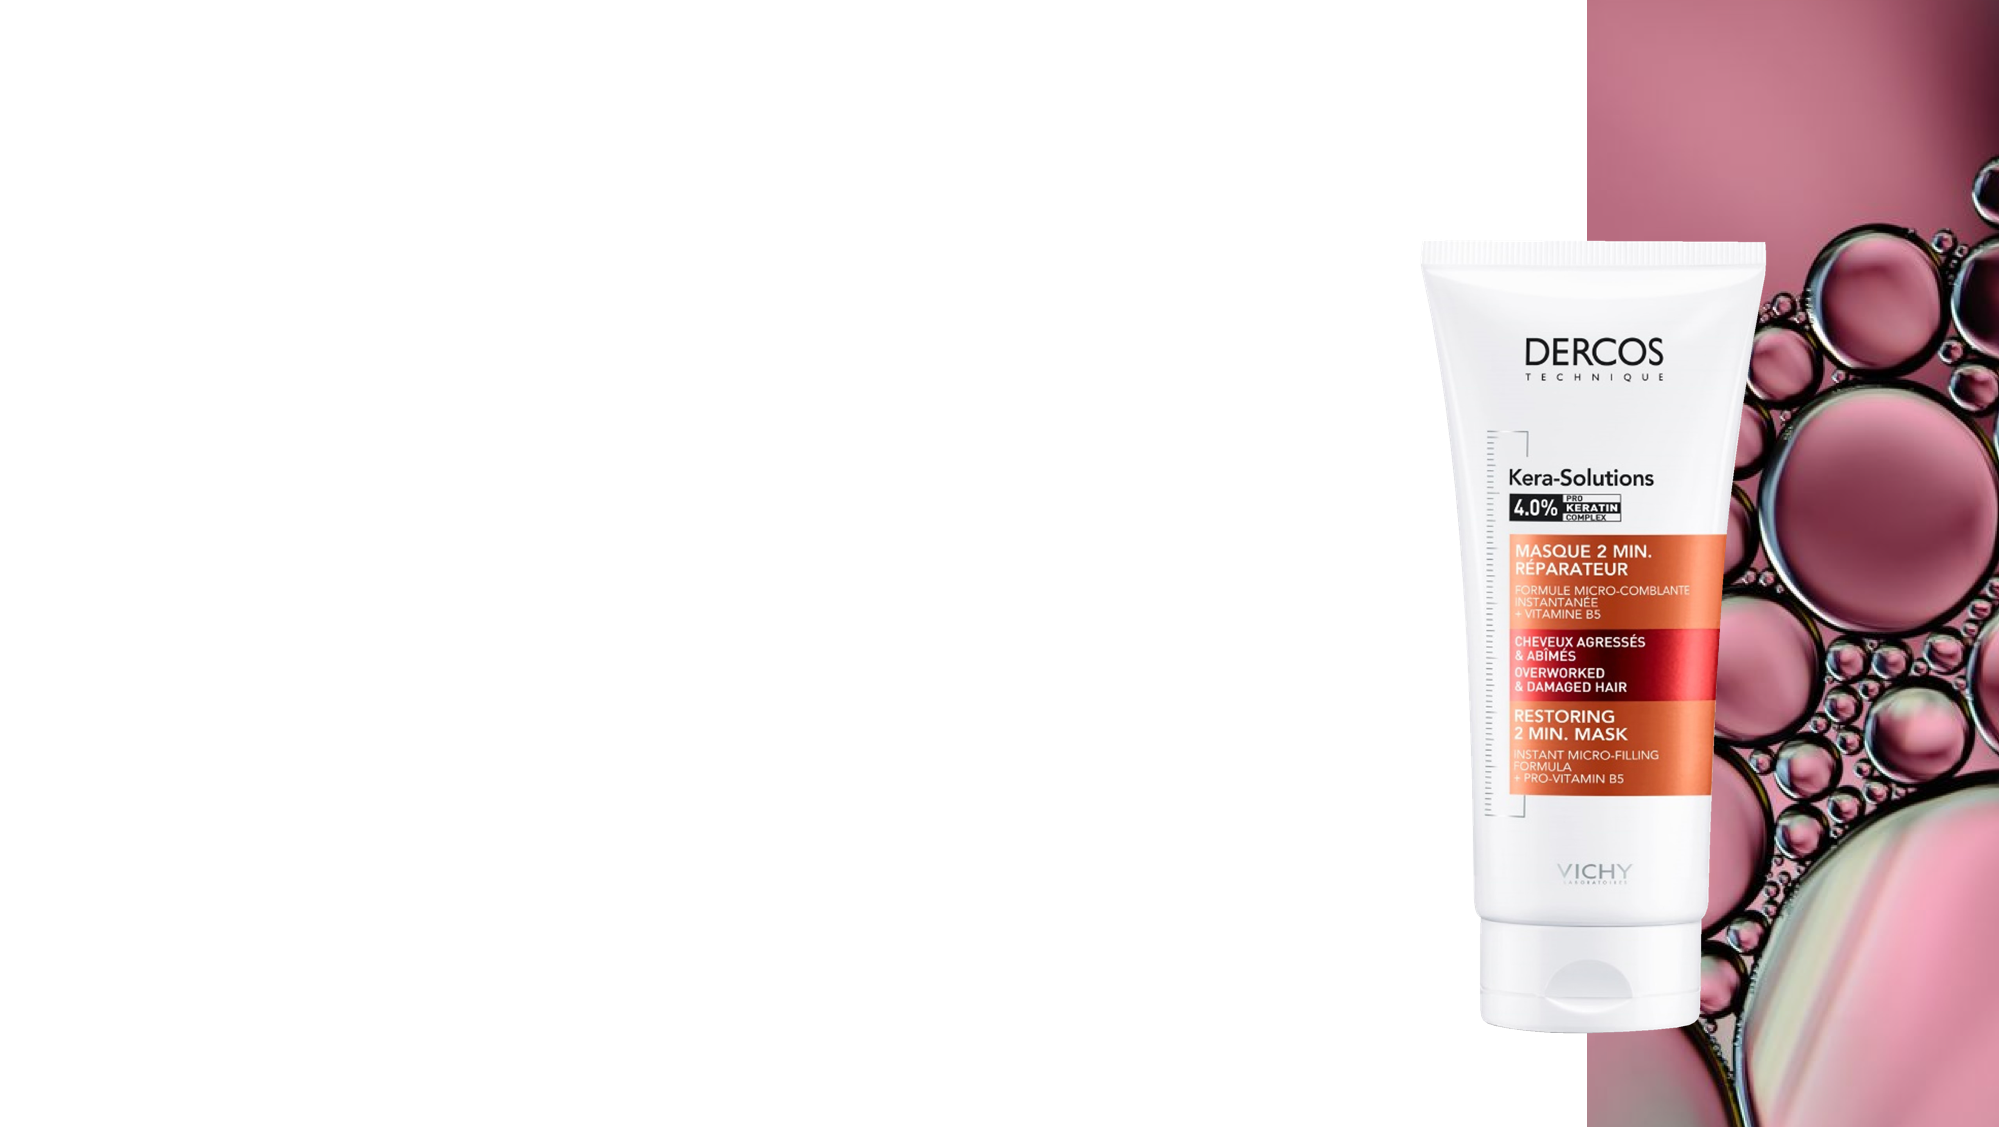 DERCOS
TECHNIQUE
Kera-Solutions
4.0% PRO
KERATIN
COMPLEX
MASQUE 2 MIN.
RÉPARATEUR
FORMULE MICRO-COMBLANTE
INSTANTANÉE
+ VITAMINE B5
CHEVEUX AGRESSÉS
& ABÎMÉS
OVERWORKED
& DAMAGED HAIR
RESTORING
2 MIN. MASK
INSTANT MICRO-FILLING
FORMULA
+ PRO-VITAMIN B5
VICHY
LABORATOIRES